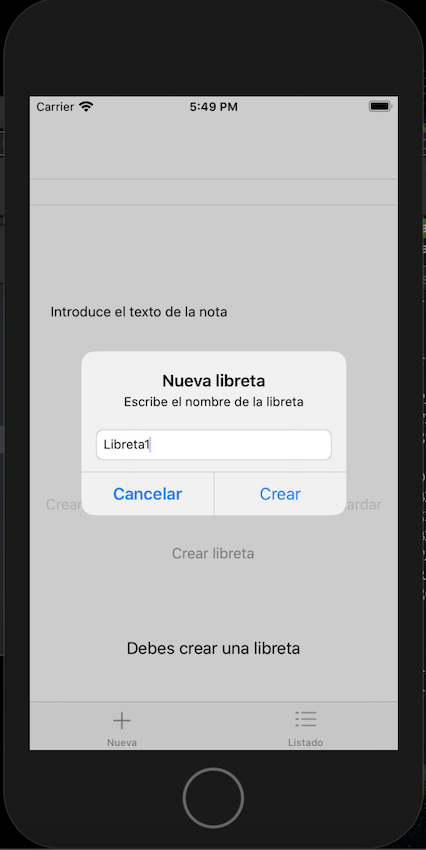 Carrier 5:49 PM
Introduce el texto de la nota
Nueva libreta
Escribe el nombre de la libreta
Libreta1
Cancelar Crear
Crear ardar
Crear libreta
Debes crear una libreta
Nueva Listado